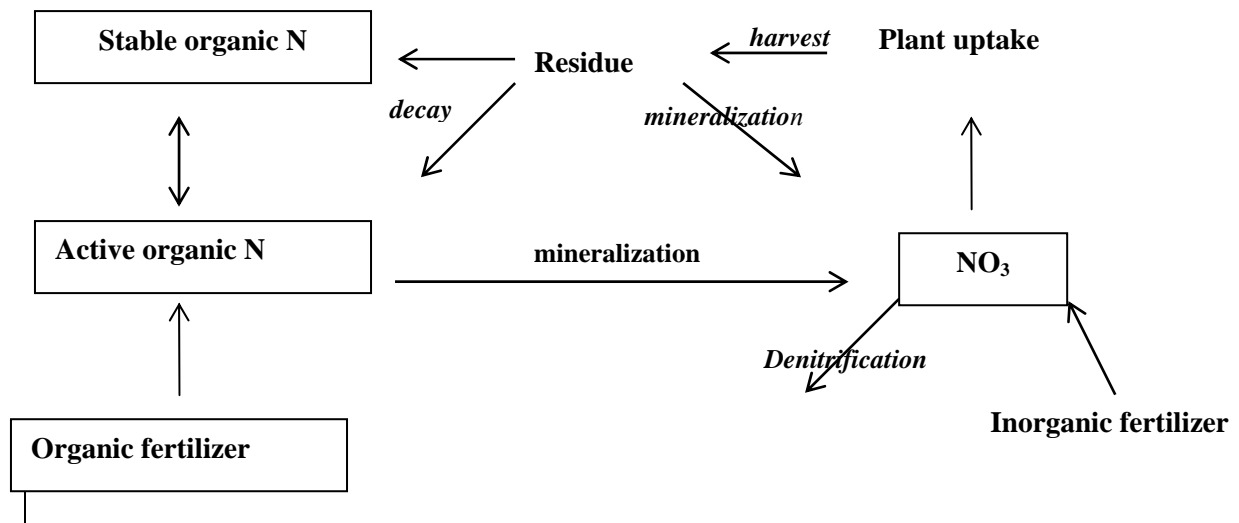 Stable organic N
harvest
Plant uptake
Residue
decay
mineralization
Active organic N
mineralization
NO₃
Denitrification
Organic fertilizer
Inorganic fertilizer